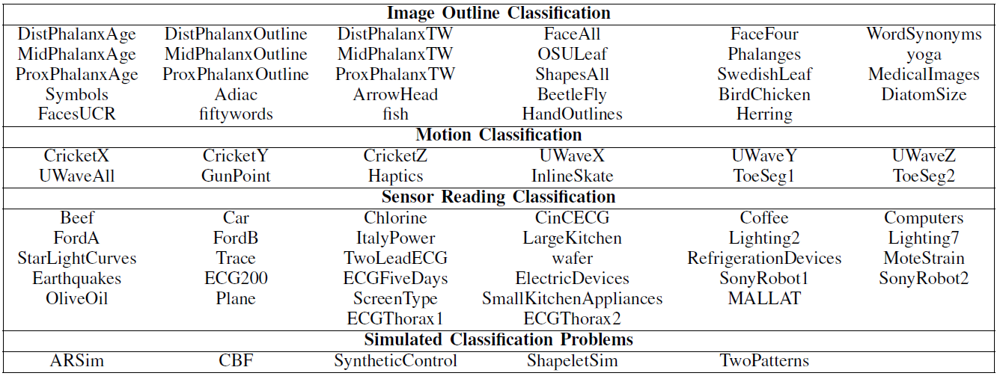 Image Outline Classification
DistPhalanxAge DistPhalanxOutline DistPhalanxTW FaceAll FaceFour WordSynonyms
MidPhalanxAge MidPhalanxOutline MidPhalanxTW OSULeaf Phalanges yoga
ProxPhalanxAge ProxPhalanxOutline ProxPhalanxTW ShapesAll SwedishLeaf MedicalImages
Symbols Adiac ArrowHead BeetleFly BirdChicken DiatomSize
FacesUCR fiftywords fish HandOutlines Herring
Motion Classification
CricketX CricketY CricketZ UWaveX UWaveY UWaveZ
UWaveAll GunPoint Haptics InlineSkate ToeSeg1 ToeSeg2
Sensor Reading Classification
Beef Car Chlorine CinCECG Coffee Computers
FordA FordB ItalyPower LargeKitchen Lighting2 Lighting7
StarLightCurves Trace TwoLeadECG wafer RefrigerationDevices MoteStrain
Earthquakes ECG200 ECGFiveDays ElectricDevices SonyRobot1 SonyRobot2
OliveOil Plane ScreenType SmallKitchenAppliances MALLAT
ECGThorax1 ECGThorax2
Simulated Classification Problems
ARSim CBF SyntheticControl ShapeletSim TwoPatterns